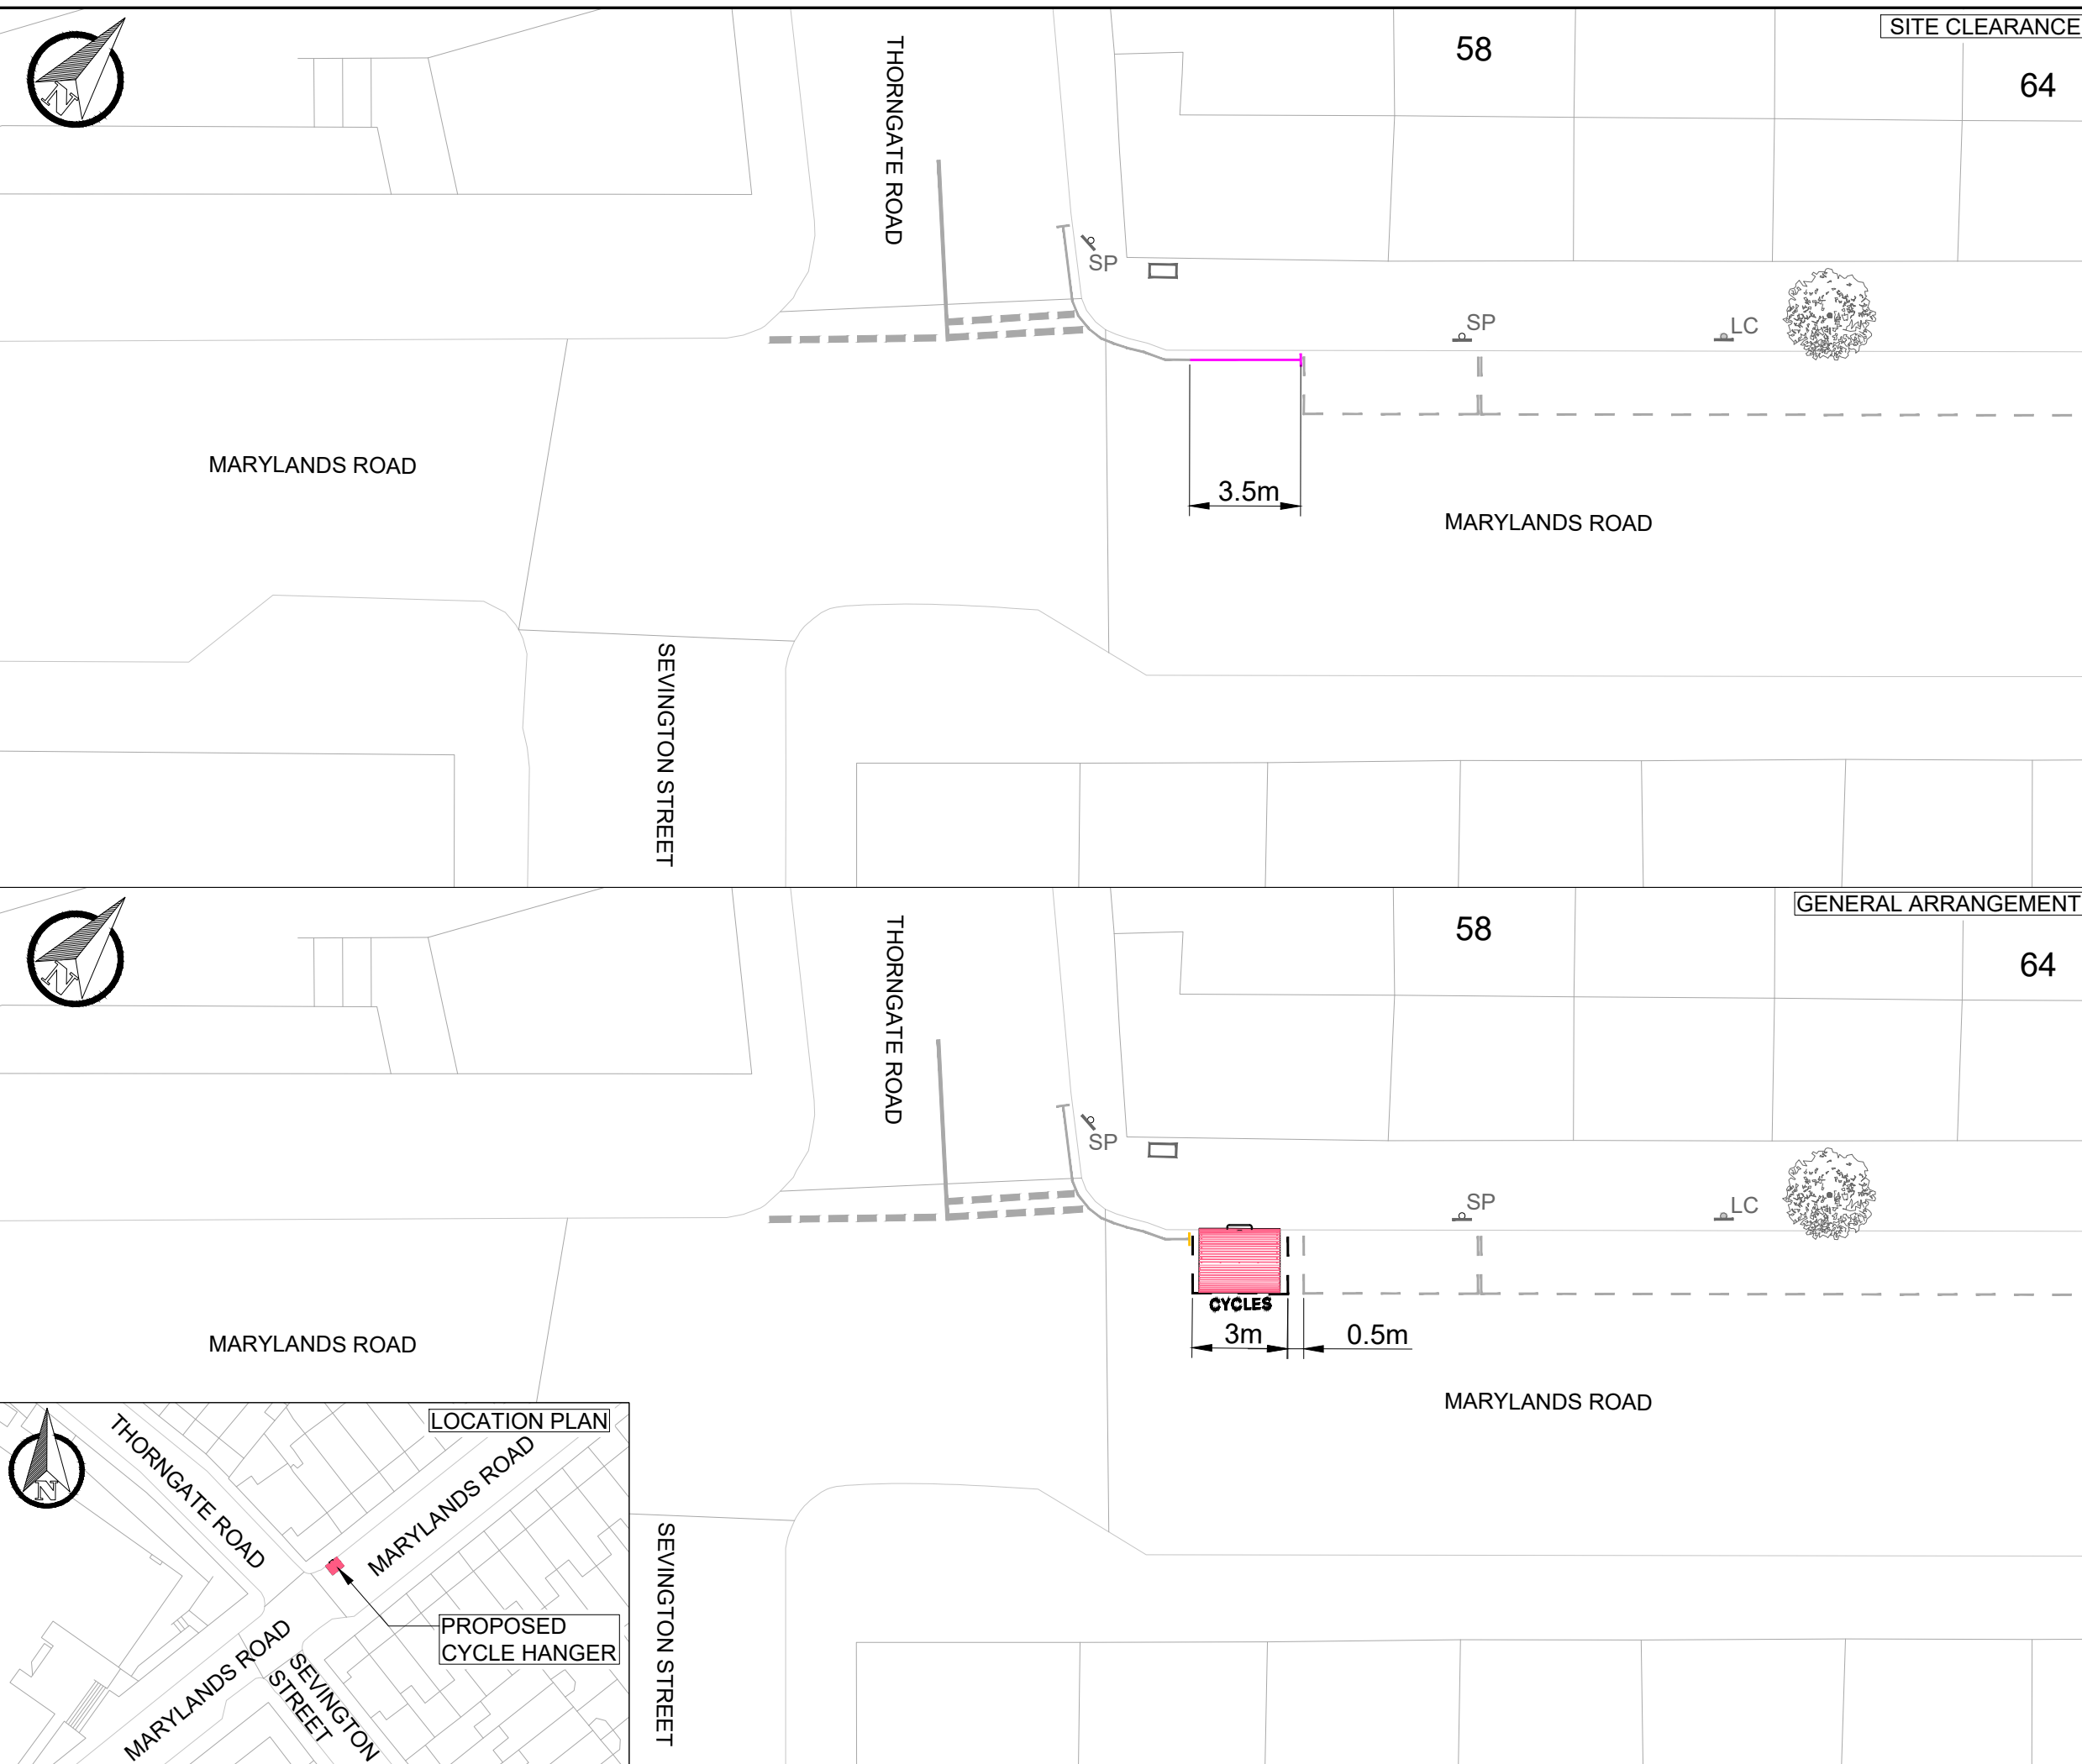 SITE CLEARANCE
58
64
THORNGATE ROAD
N
SP
SP
LC
MARYLANDS ROAD
3.5m
MARYLANDS ROAD
SEVINGTON STREET
GENERAL ARRANGEMENT
58
64
THORNGATE ROAD
N
SP
SP
LC
CYCLES
3m
0.5m
MARYLANDS ROAD
MARYLANDS ROAD
SEVINGTON STREET
LOCATION PLAN
N
THORNGATE ROAD
MARYLANDS ROAD
PROPOSED
CYCLE HANGER
MARYLANDS ROAD
SEVINGTON
STREET